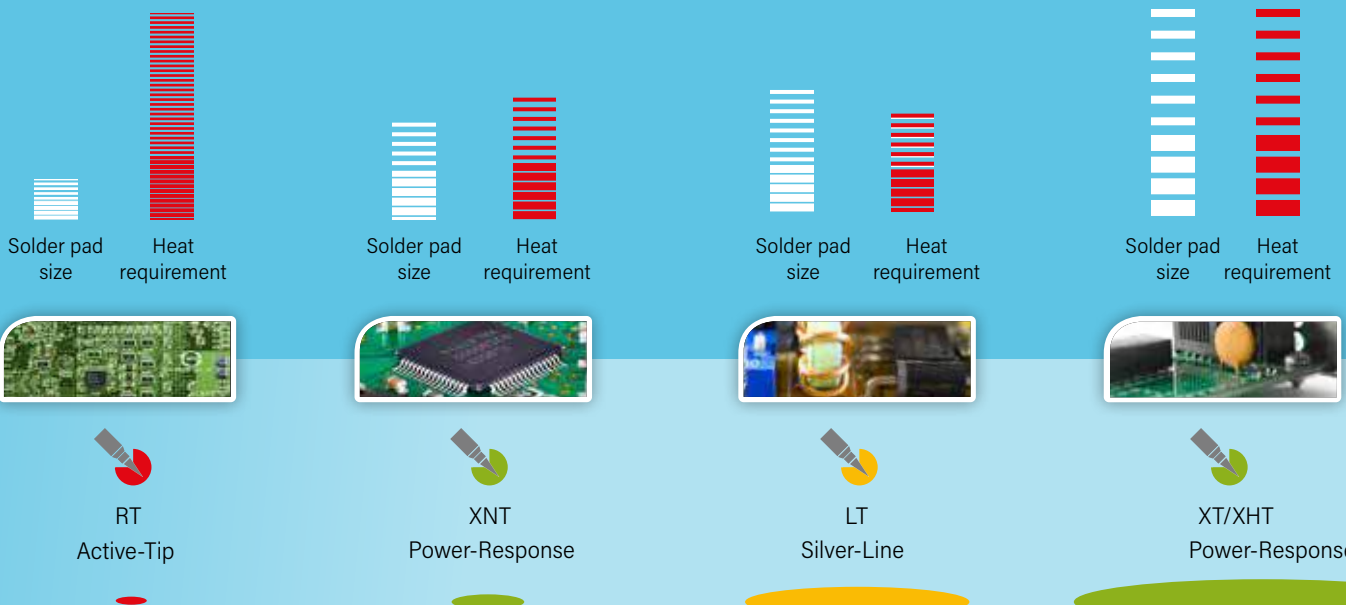 Solder pad
size
Heat
requirement
Solder pad
size
Heat
requirement
Solder pad
size
Heat
requirement
Solder pad
size
Heat
requirement
RT
Active-Tip
XNT
Power-Response
LT
Silver-Line
XT/XHT
Power-Respons